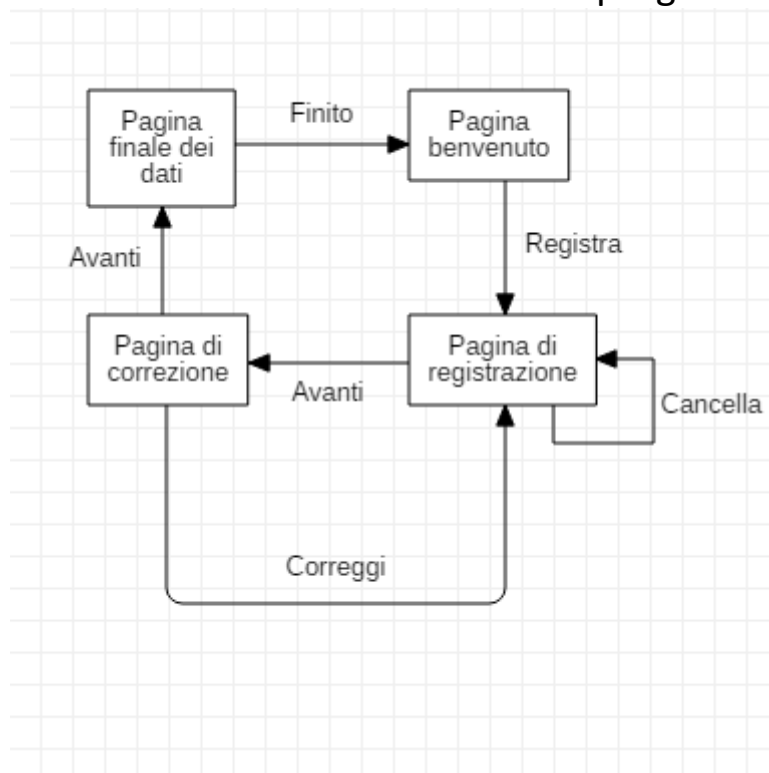 Pagina
finale dei
dati
Finito
Pagina
benvenuto
Avanti
Registra
Pagina di
correzione
Avanti
Pagina di
registrazione
Cancella
Correggi